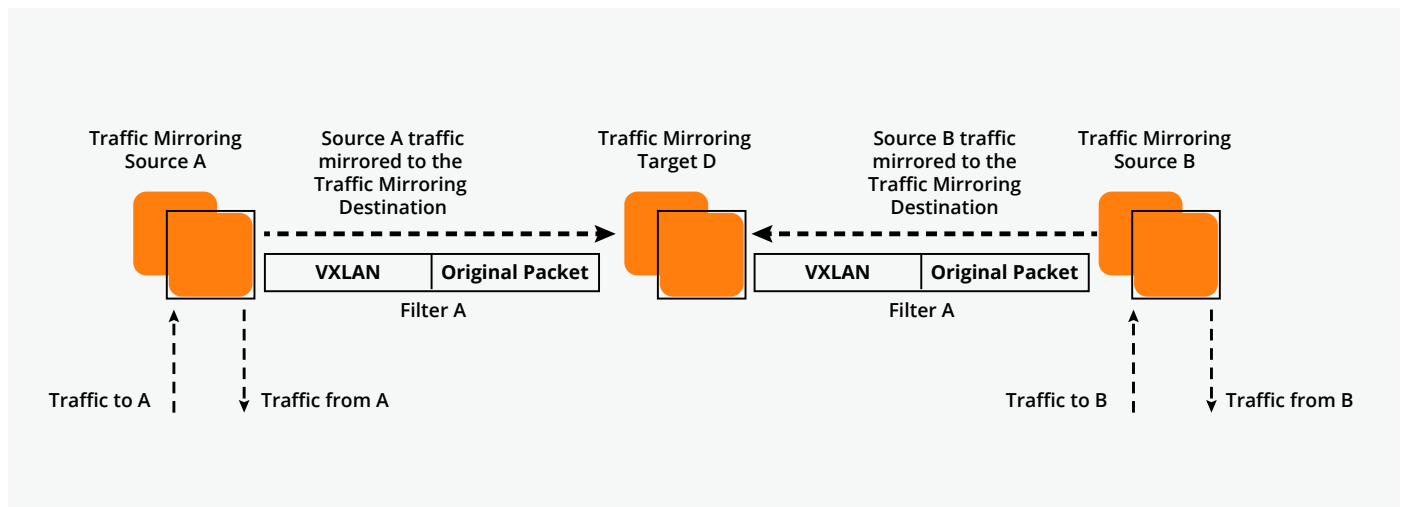 Traffic Mirroring
Source A
Source A traffic
mirrored to the
Traffic Mirroring
Destination
Traffic Mirroring
Target D
Source B traffic
mirrored to the
Traffic Mirroring
Destination
Traffic Mirroring
Source B
VXLAN
Original Packet
Filter A
VXLAN
Original Packet
Filter A
Traffic to A
Traffic from A
Traffic to B
Traffic from B